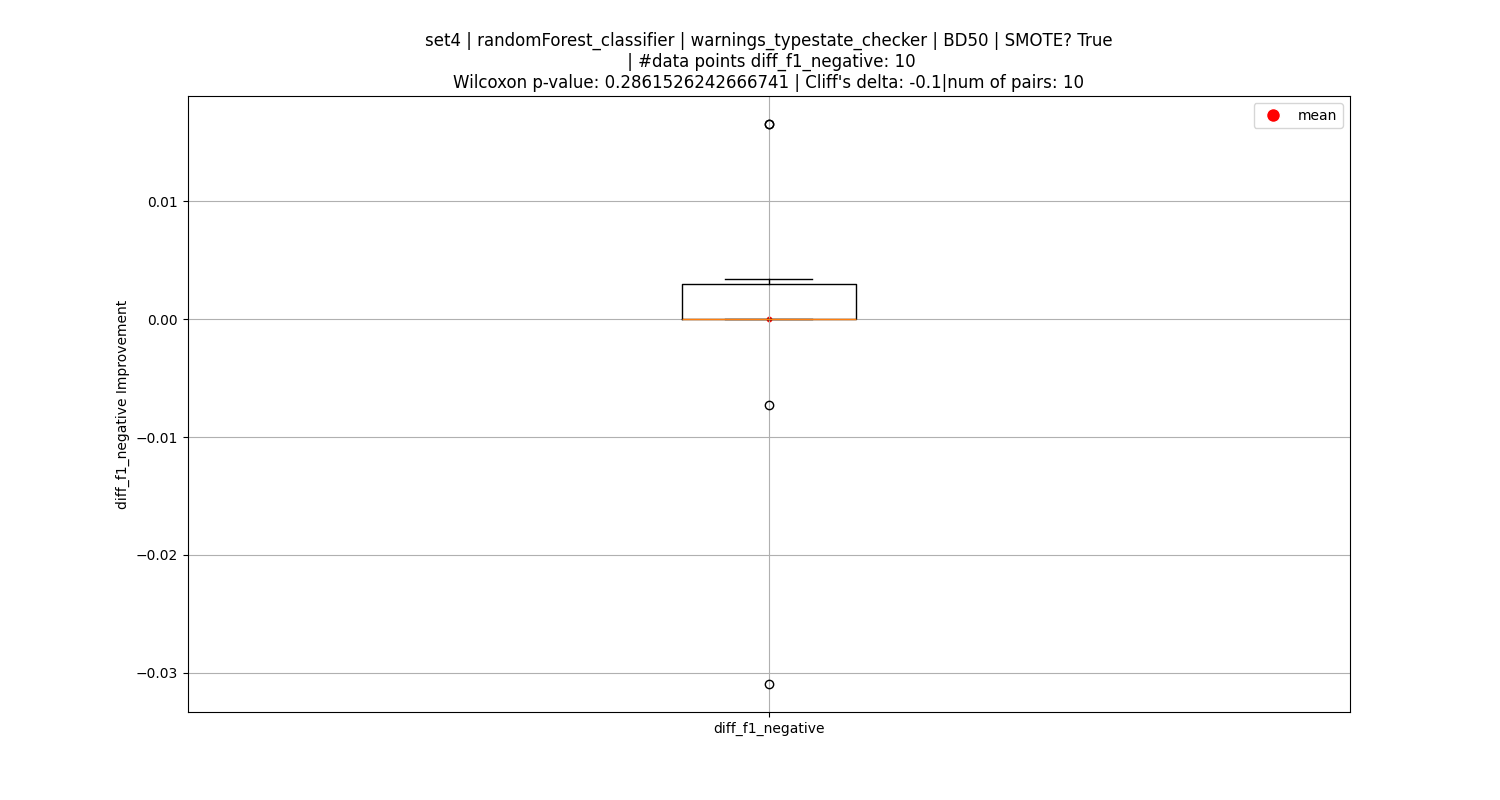 set4 | randomForest_classifier | warnings_typestate_checker | BD50 | SMOTE? True
| #data points diff_f1_negative: 10
Wilcoxon p-value: 0.2861526242666741 | Cliff's delta: -0.1|num of pairs: 10
mean
0.01
0.00
−0.01
−0.02
−0.03
diff_f1_negative Improvement
diff_f1_negative